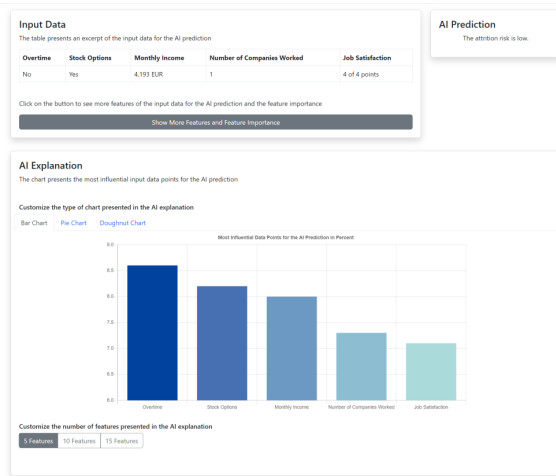 Input Data
The table presents an excerpt of the input data for the AI prediction
Overtime Stock Options Monthly Income Number of Companies Worked Job Satisfaction
No Yes 4,193 EUR 1 4 of 4 points
Click on the button to see more features of the input data for the AI prediction and the feature importance
Show More Features and Feature Importance
AI Prediction
The attrition risk is low.
AI Explanation
The chart presents the most influential input data points for the AI prediction
Customize the type of chart presented in the AI explanation
Bar Chart Pie Chart Doughnut Chart
Most Influential Data Points for the AI Prediction in Percent
9.0
8.5
8.0
7.5
7.0
6.5
6.0
Overtime Stock Options Monthly Income Number of Companies Worked Job Satisfaction
Customize the number of features presented in the AI explanation
5 Features 10 Features 15 Features